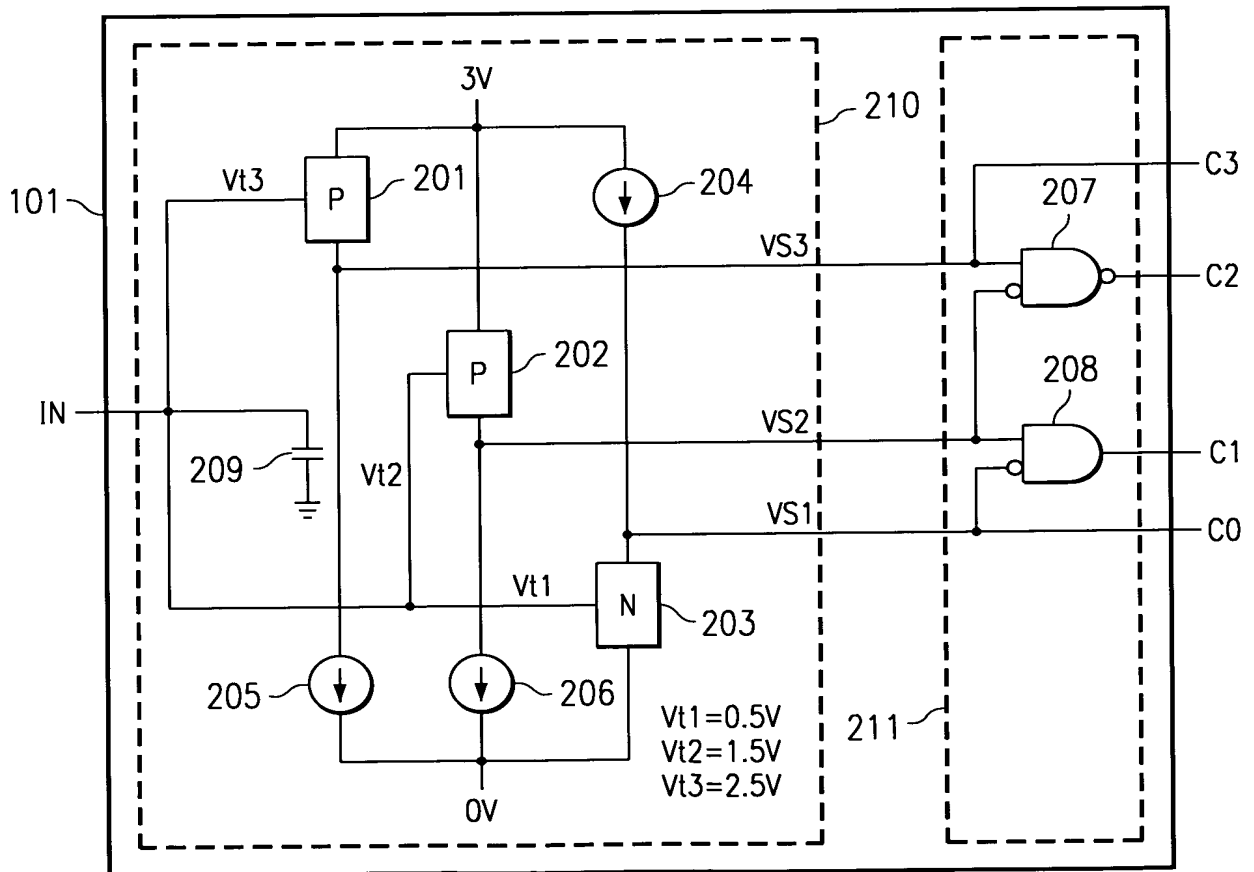 3V
210
C3
Vt3
P
201
204
207
101
VS3
C2
P
202
208
IN
VS2
C1
209
Vt2
VS1
C0
Vt1
N
203
205
206
Vt1=0.5V
Vt2=1.5V
Vt3=2.5V
211
0V